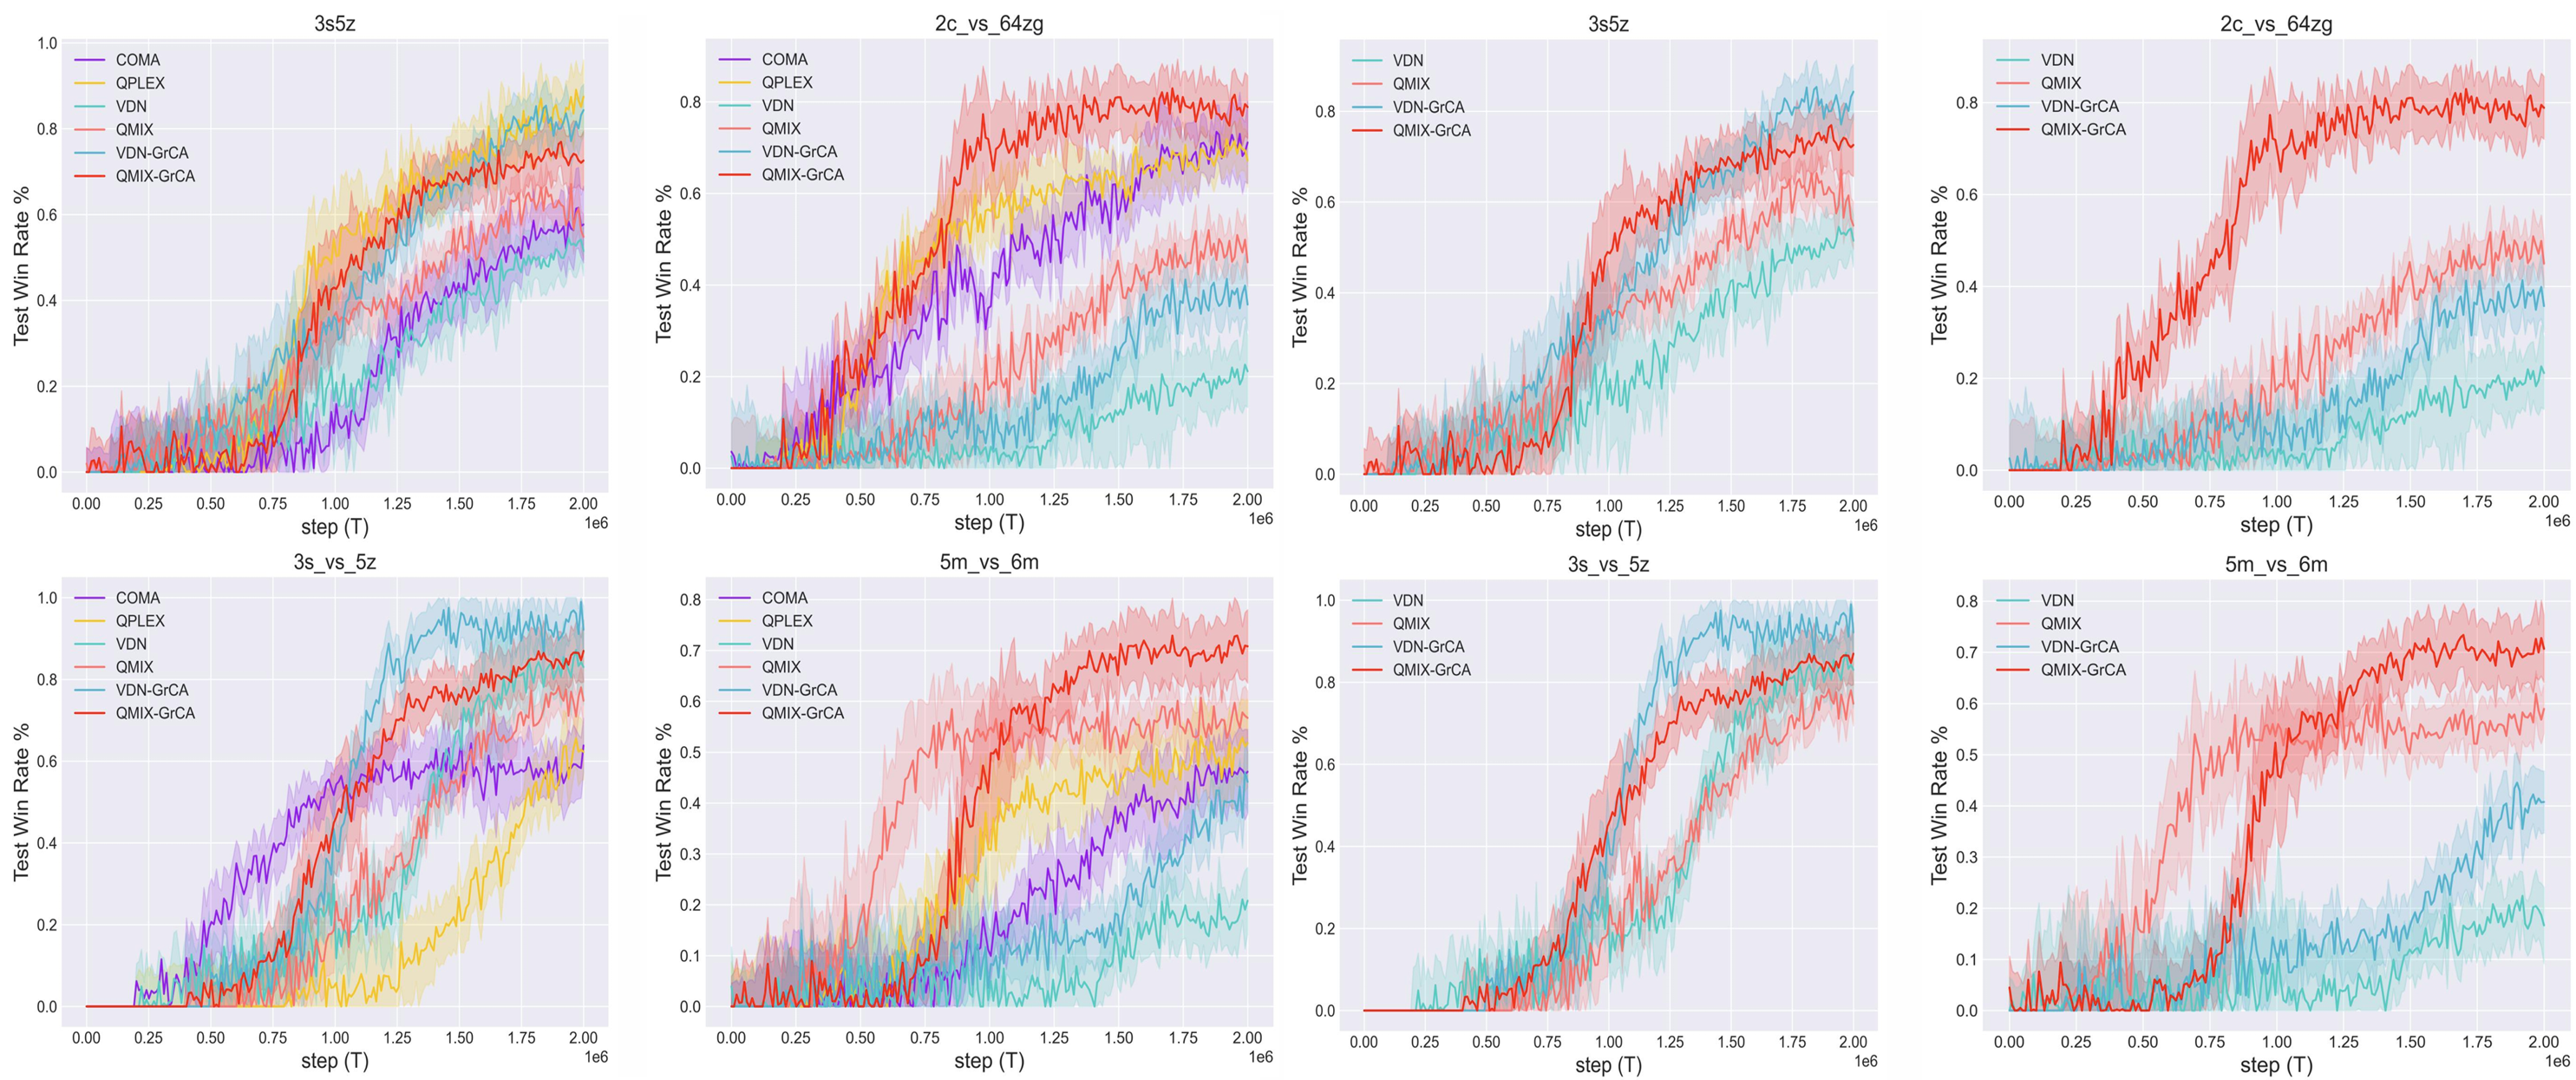 3s5z
Test Win Rate %
1.0
0.8
0.6
0.4
0.2
0.0
COMA
QPLEX
VDN
QMIX
VDN-GrCA
QMIX-GrCA
0.00 0.25 0.50 0.75 1.00 1.25 1.50 1.75 2.00
1e6
step (T)
2c_vs_64zg
Test Win Rate %
0.8
0.6
0.4
0.2
0.0
COMA
QPLEX
VDN
QMIX
VDN-GrCA
QMIX-GrCA
0.00 0.25 0.50 0.75 1.00 1.25 1.50 1.75 2.00
1e6
step (T)
3s5z
Test Win Rate %
0.8
0.6
0.4
0.2
0.0
VDN
QMIX
VDN-GrCA
QMIX-GrCA
0.00 0.25 0.50 0.75 1.00 1.25 1.50 1.75 2.00
1e6
step (T)
2c_vs_64zg
Test Win Rate %
0.8
0.6
0.4
0.2
0.0
VDN
QMIX
VDN-GrCA
QMIX-GrCA
0.00 0.25 0.50 0.75 1.00 1.25 1.50 1.75 2.00
1e6
step (T)
3s_vs_5z
Test Win Rate %
1.0
0.8
0.6
0.4
0.2
0.0
COMA
QPLEX
VDN
QMIX
VDN-GrCA
QMIX-GrCA
0.00 0.25 0.50 0.75 1.00 1.25 1.50 1.75 2.00
1e6
step (T)
5m_vs_6m
Test Win Rate %
0.8
0.7
0.6
0.5
0.4
0.3
0.2
0.1
0.0
COMA
QPLEX
VDN
QMIX
VDN-GrCA
QMIX-GrCA
0.00 0.25 0.50 0.75 1.00 1.25 1.50 1.75 2.00
1e6
step (T)
3s_vs_5z
Test Win Rate %
1.0
0.8
0.6
0.4
0.2
0.0
VDN
QMIX
VDN-GrCA
QMIX-GrCA
0.00 0.25 0.50 0.75 1.00 1.25 1.50 1.75 2.00
1e6
step (T)
5m_vs_6m
Test Win Rate %
0.8
0.7
0.6
0.5
0.4
0.3
0.2
0.1
0.0
VDN
QMIX
VDN-GrCA
QMIX-GrCA
0.00 0.25 0.50 0.75 1.00 1.25 1.50 1.75 2.00
1e6
step (T)